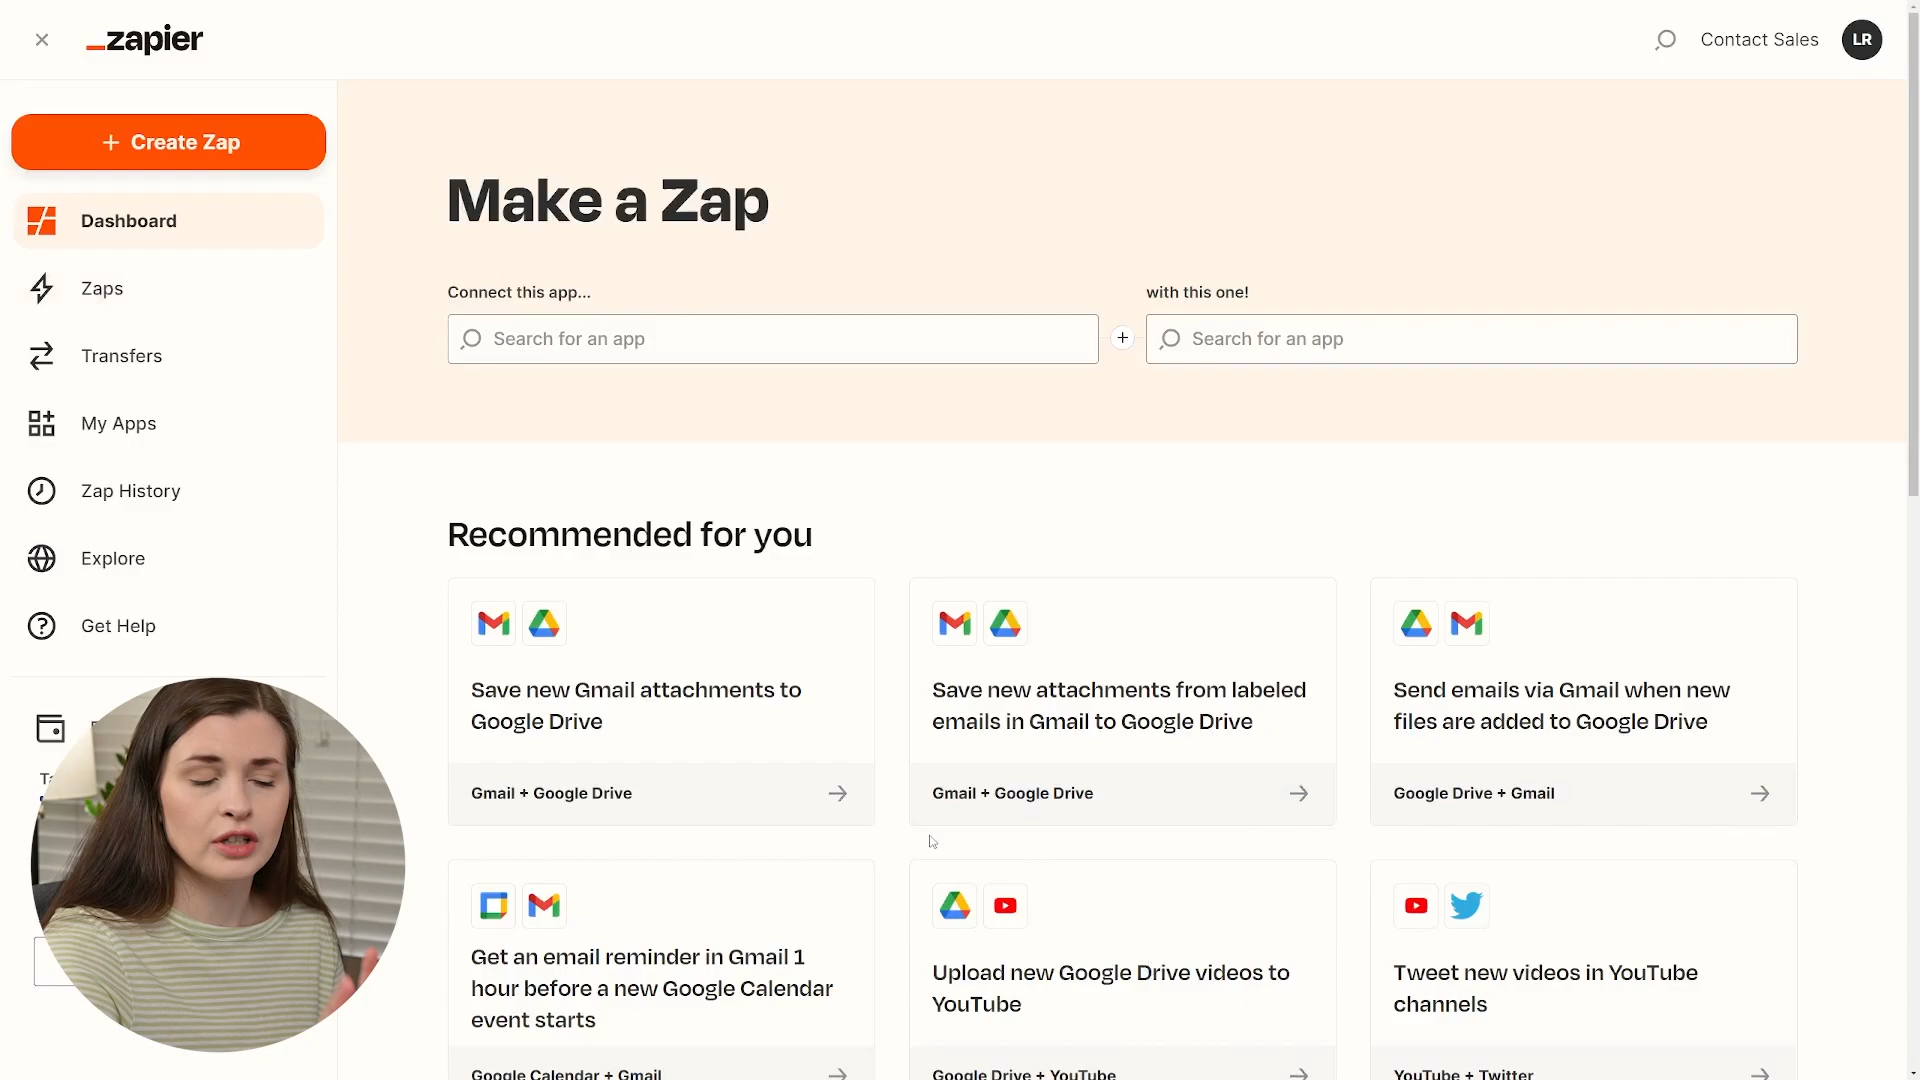 zapier
Contact Sales
LR
Create Zap
Dashboard
Zaps
Transfers
My Apps
Zap History
Explore
Get Help
Make a Zap
Connect this app...
with this one!
Search for an app
+
Search for an app
Recommended for you
Save new Gmail attachments to
Google Drive
Gmail + Google Drive
Save new attachments from labeled
emails in Gmail to Google Drive
Gmail + Google Drive
Send emails via Gmail when new
files are added to Google Drive
Google Drive + Gmail
Get an email reminder in Gmail 1
hour before a new Google Calendar
event starts
Google Calendar + Gmail
Upload new Google Drive videos to
YouTube
Google Drive + YouTube
Tweet new videos in YouTube
channels
YouTube + Twitter